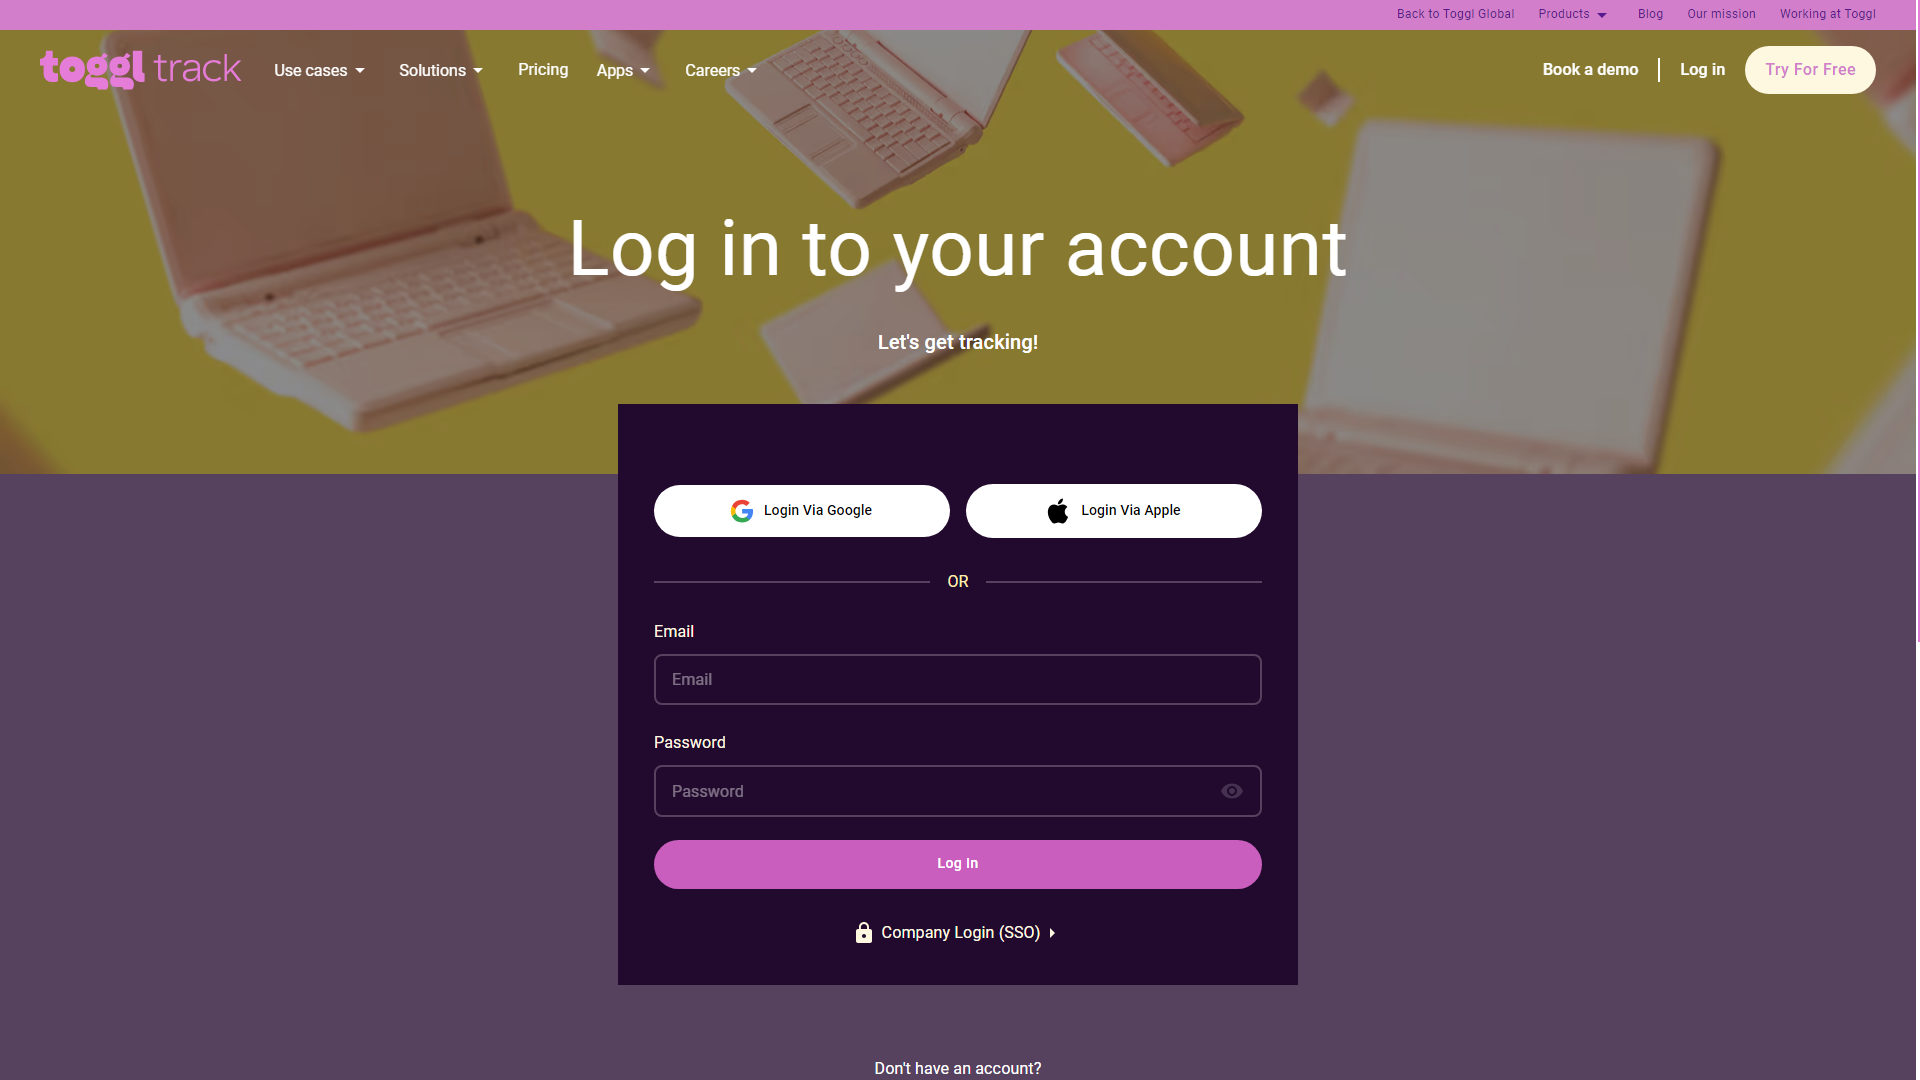 Back to Toggl Global Products Blog Our mission Working at Toggl
toggl track Use cases Solutions Pricing Apps Careers Book a demo Log in Try For Free
Log in to your account
Let's get tracking!
Login Via Google Login Via Apple
OR
Email
Email
Password
Password
Log In
Company Login (SSO)
Don't have an account?